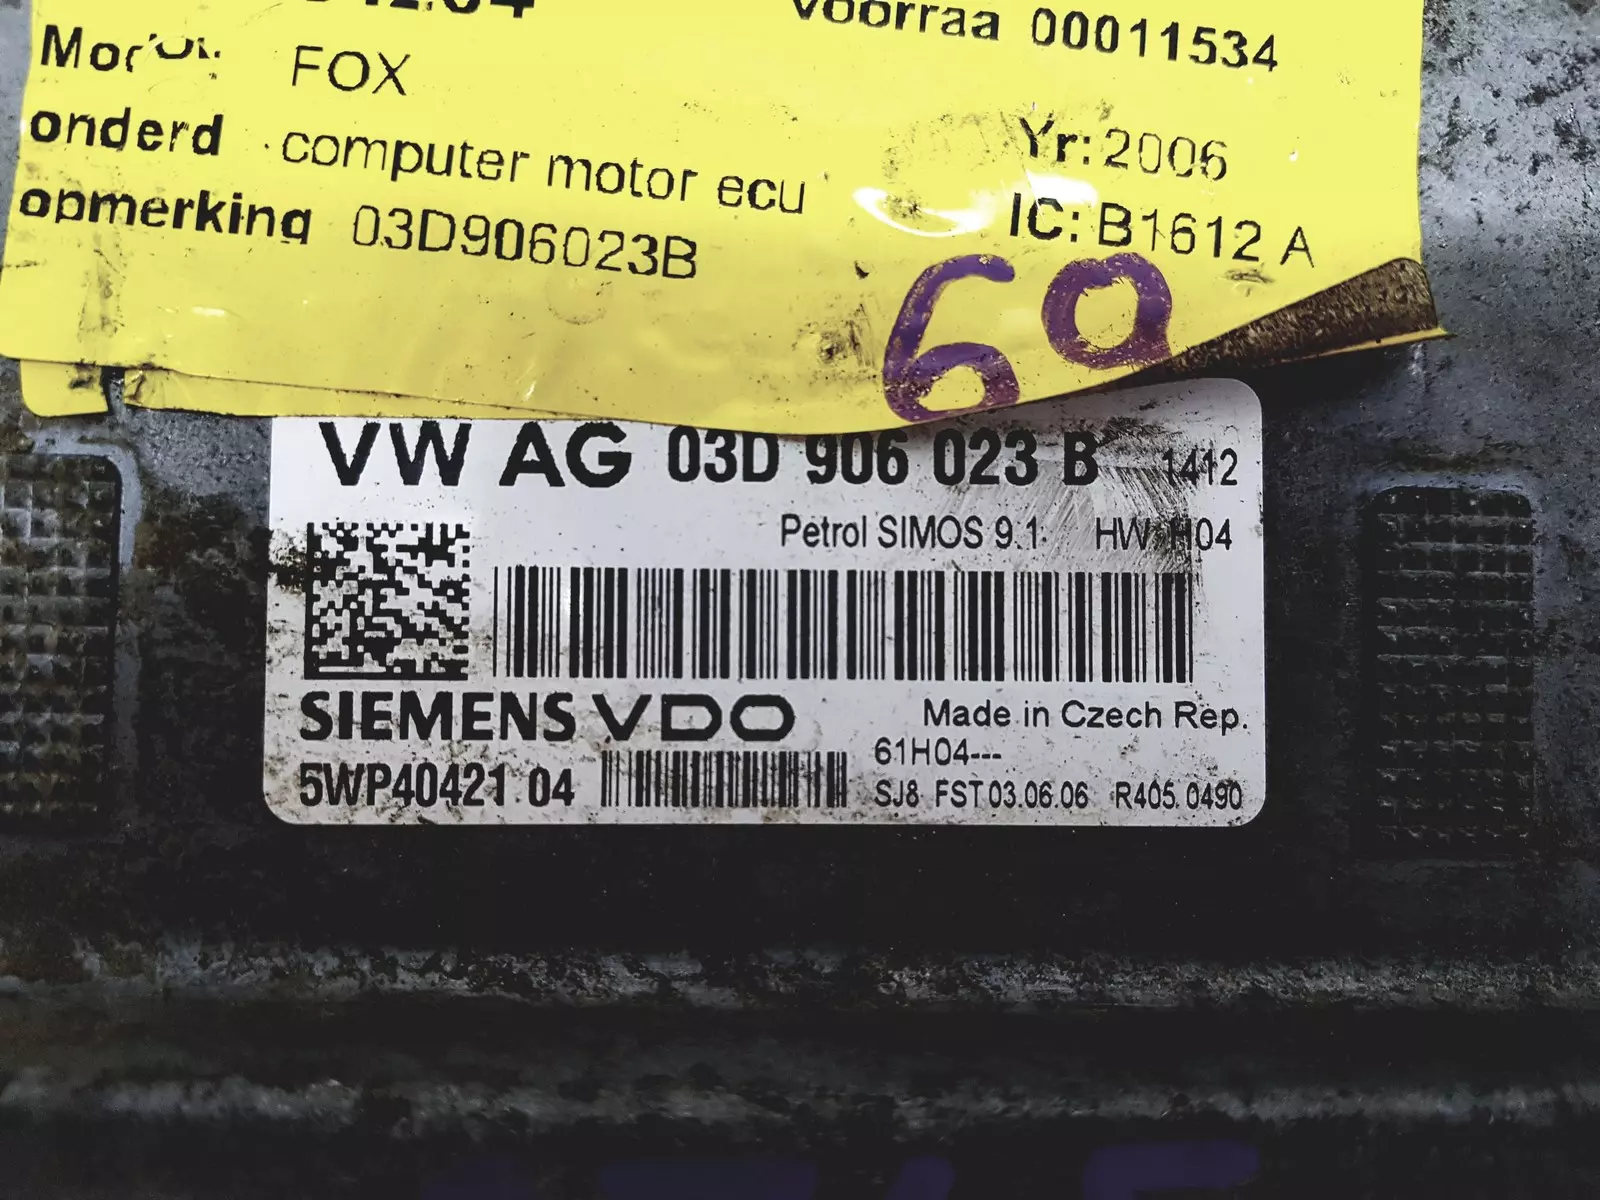 voorraa 00011534
FOX
onderd computer motor ecu Yr: 2006
opmerking 03D906023B IC: B1612 A
69
VW AG 03D 906 023 B 1412
Petrol SIMOS 9.1 HW H04
SIEMENS VDO Made in Czech Rep.
61H04---
5WP40421 04 SJ8 FST 03.06.06 R405.0490